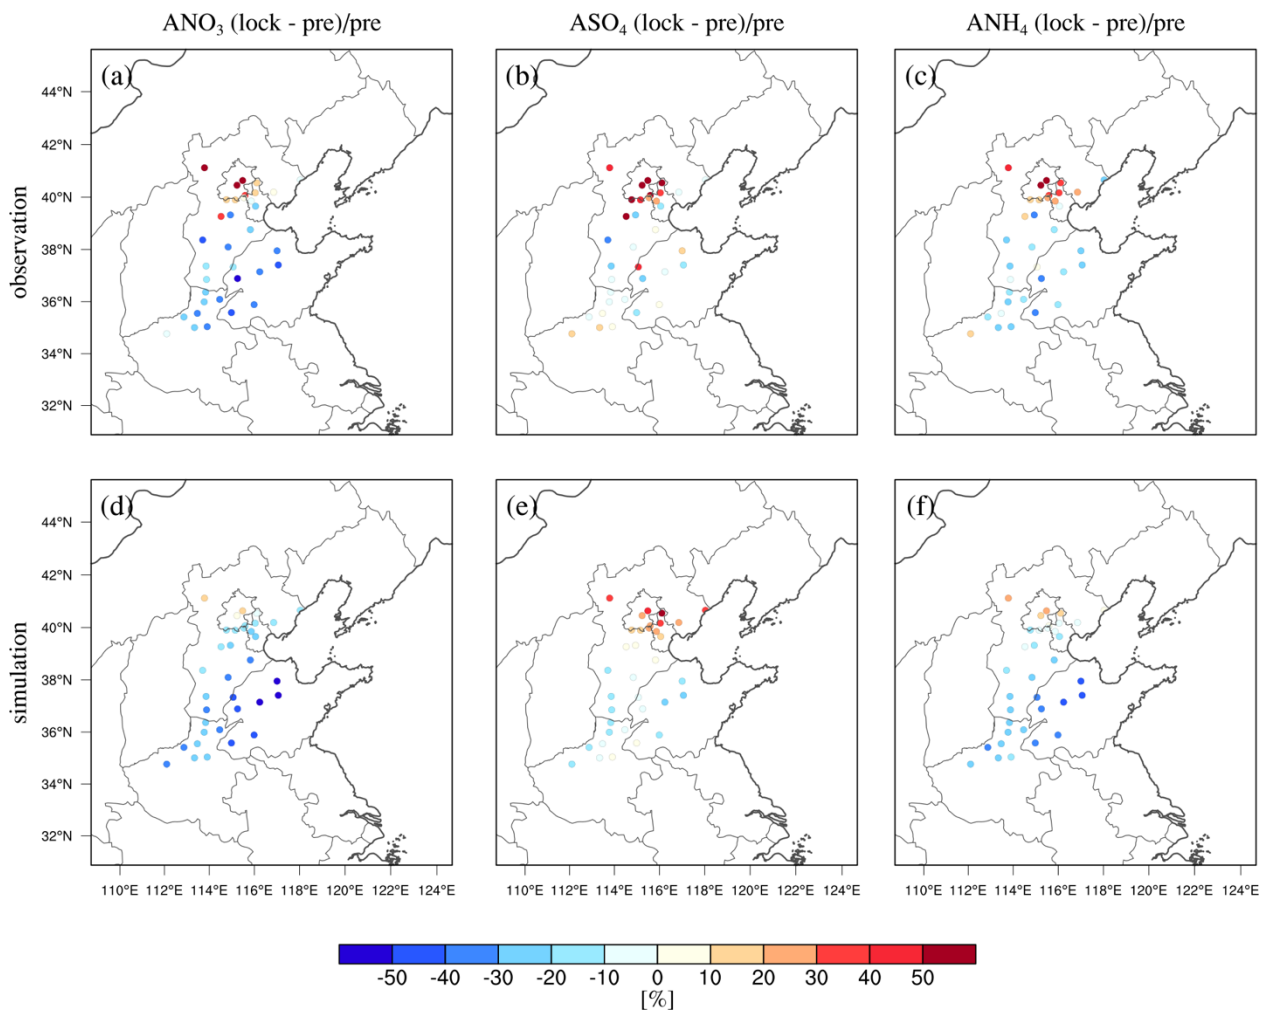 ANO₃ (lock - pre)/pre ASO₄ (lock - pre)/pre ANH₄ (lock - pre)/pre
(a) (b) (c)
44°N
42°N
40°N
38°N
36°N
34°N
32°N
observation
(d) (e) (f)
44°N
42°N
40°N
38°N
36°N
34°N
32°N
simulation
110°E 112°E 114°E 116°E 118°E 120°E 122°E 124°E 110°E 112°E 114°E 116°E 118°E 120°E 122°E 124°E 110°E 112°E 114°E 116°E 118°E 120°E 122°E 124°E
-50 -40 -30 -20 -10 0 10 20 30 40 50
[%]